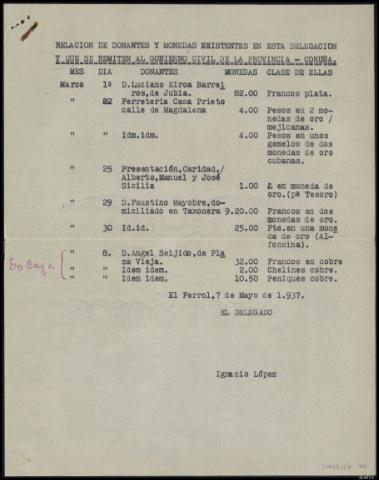 RELACION DE DONANTES Y MONEDAS EXISTENTES EN ESTA DELEGACION
Y QUE SE REMITEN AL GOBIERNO CIVIL DE LA PROVINCIA - CORUÑA.
MES DIA DONANTES MONEDAS CLASE DE ELLAS
Marzo 1º D. Luciano Eiroa Barrei
ros, de Jubia. 82.00 Francos plata.
" 22 Ferreteria Casa Prieto
calle de Magdalena 4.00 Pesos en 2 mo-
nedas de oro /
mejicanas.
" " Idm. idm. 4.00 Pesos en unos
gemelos de dos
monedas de oro
cubanas.
" 25 Presentación, Caridad, /
Alberto, Manuel y José
Sicilia 1.00 £ en moneda de
oro. (pª Tesoro)
" 29 D. Faustino Mayobre, do-
miciliado en Taxonera 9.20.00 Francos en dos
monedas de oro.
" 30 Id. id. 25.00 Pts. en una mone
da de oro (Al-
fonsina).
" 8. D. Angel Seijido, de Pla
za Vieja. 32.00 Francos en cobre
" " Idem idem. 2.00 Chelines cobre.
" " Idem idem. 10.50 Peniques cobre.
En Caja
El Ferrol, 7 de Mayo de 1.937.
EL DELEGADO
Ignacio López